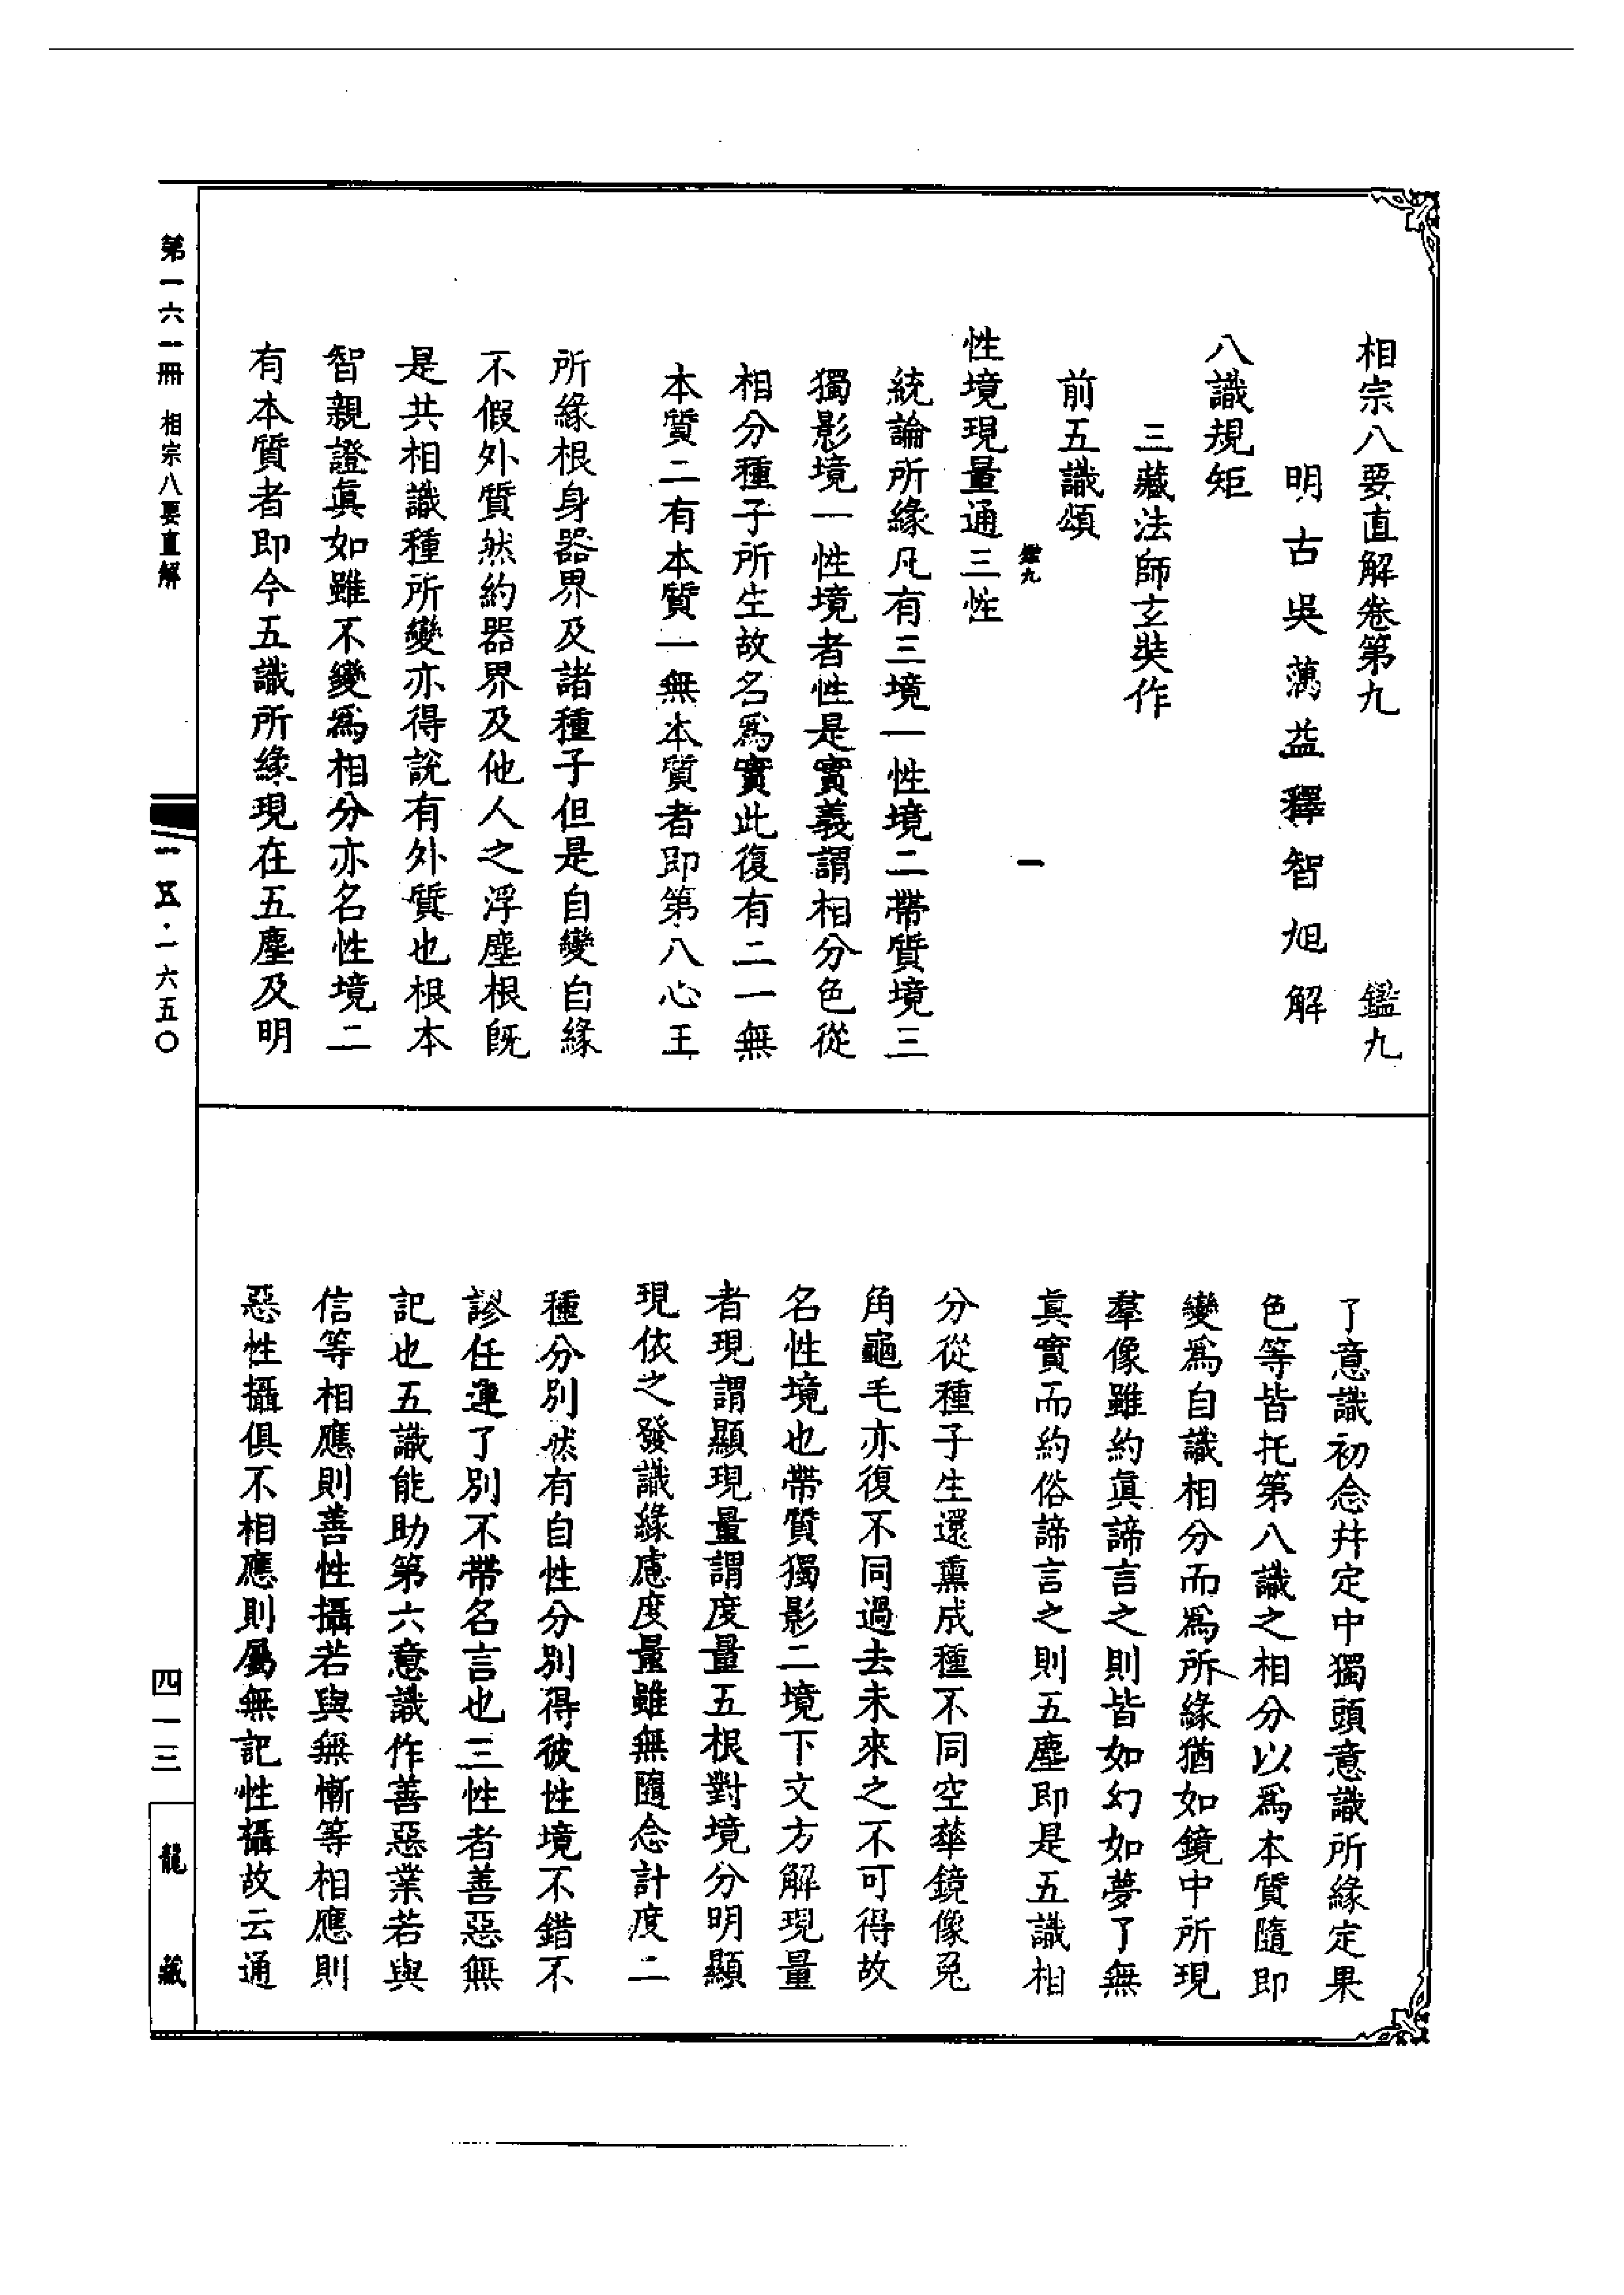 相宗八要直解卷第九　鑑九
明古吳蕅益釋智旭解
八識規矩
三藏法師玄奘作
前五識頌
鑑九　一
性境現量通三性
統論所緣凡有三境一性境二帶質境三
獨影境一性境者性是實義謂相分色從
相分種子所生故名爲實此復有二一無
本質二有本質一無本質者即第八心王
所緣根身器界及諸種子但是自變自緣
不假外質然約器界及他人之浮塵根既
是共相識種所變亦得說有外質也根本
智親證眞如雖不變爲相分亦名性境二
有本質者即今五識所緣現在五塵及明
了意識初念幷定中獨頭意識所緣定果
色等皆托第八識之相分以爲本質隨即
變爲自識相分而爲所緣猶如鏡中所現
羣像雖約眞諦言之則皆如幻如夢了無
眞實而約俗諦言之則五塵即是五識相
分從種子生還熏成種不同空華鏡像兔
角龜毛亦復不同過去未來之不可得故
名性境也帶質獨影二境下文方解現量
者現謂顯現量謂度量五根對境分明顯
現依之發識緣慮度量雖無隨念計度二
種分別然有自性分別得彼性境不錯不
謬任運了別不帶名言也三性者善惡無
記也五識能助第六意識作善惡業若與
信等相應則善性攝若與無慚等相應則
惡性攝俱不相應則屬無記性攝故云通
第一六一冊　相宗八要直解
一五·一六五〇
四一三
龍藏